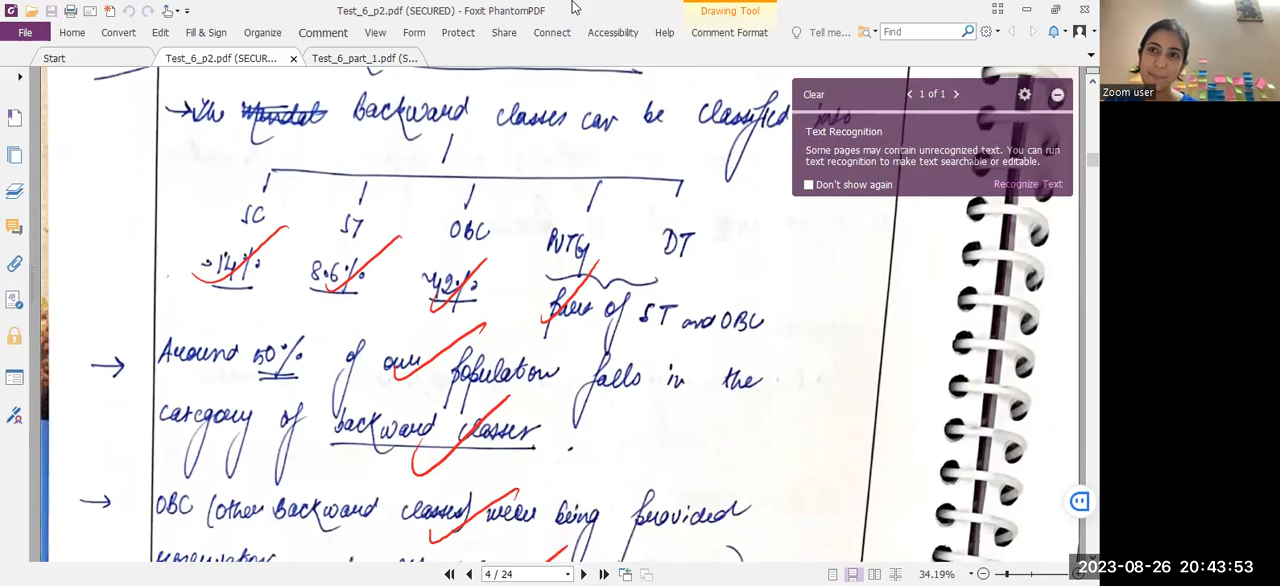 Test_6_p2.pdf (SECURED) - Foxit PhantomPDF
Drawing Tool
File Home Convert Edit Fill & Sign Organize Comment View Form Protect Share Connect Accessibility Help Comment Format Tell me... Find
Start Test_6_p2.pdf (SECUR... Test_6_part_1.pdf (S...
Zoom user
Clear 1 of 1
Text Recognition
Some pages may contain unrecognized text. You can run
text recognition to make text searchable or editable.
Don't show again Recognize Text
→ The Backward classes can be classified into
SC ST OBC PVTG DT
~14% 8.6% ~42%
part of ST and OBC
→ Around 50% of our population falls in the
category of backward classes.
→ OBC (other Backward classes) were being provided
reservation
4 / 24
34.19%
2023-08-26 20:43:53